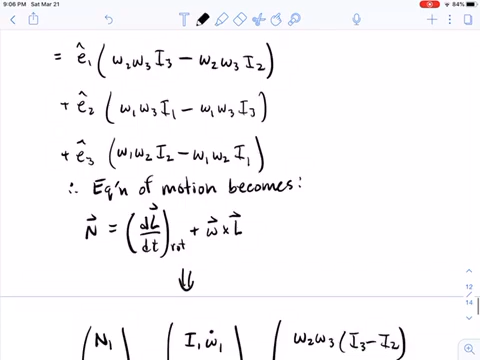 9:06 PM Sat Mar 21
84%
= ê₁ (ω₂ω₃I₃ − ω₂ω₃I₂)
+ ê₂ (ω₁ω₃I₁ − ω₁ω₃I₃)
+ ê₃ (ω₁ω₂I₂ − ω₁ω₂I₁)
∴ Eq'n of motion becomes:
N⃗ = (dL⃗/dt)rot + ω⃗ × L⃗
⇓
12
14
(N₁ (I₁ω̇₁ (ω₂ω₃(I₃−I₂)